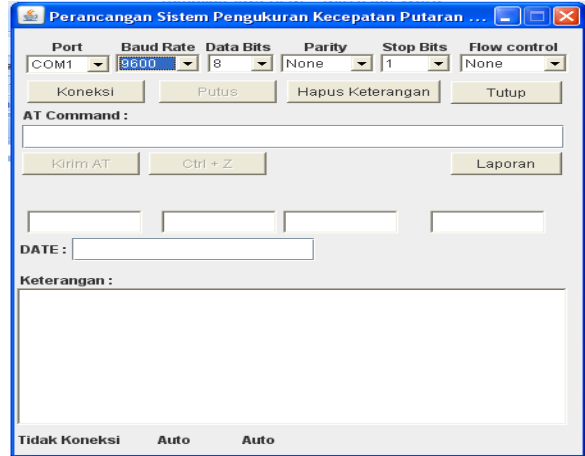 Perancangan Sistem Pengukuran Kecepatan Putaran ...
Port Baud Rate Data Bits Parity Stop Bits Flow control
COM1 9600 8 None 1 None
Koneksi Putus Hapus Keterangan Tutup
AT Command :
Kirim AT Ctrl + Z Laporan
DATE :
Keterangan :
Tidak Koneksi Auto Auto